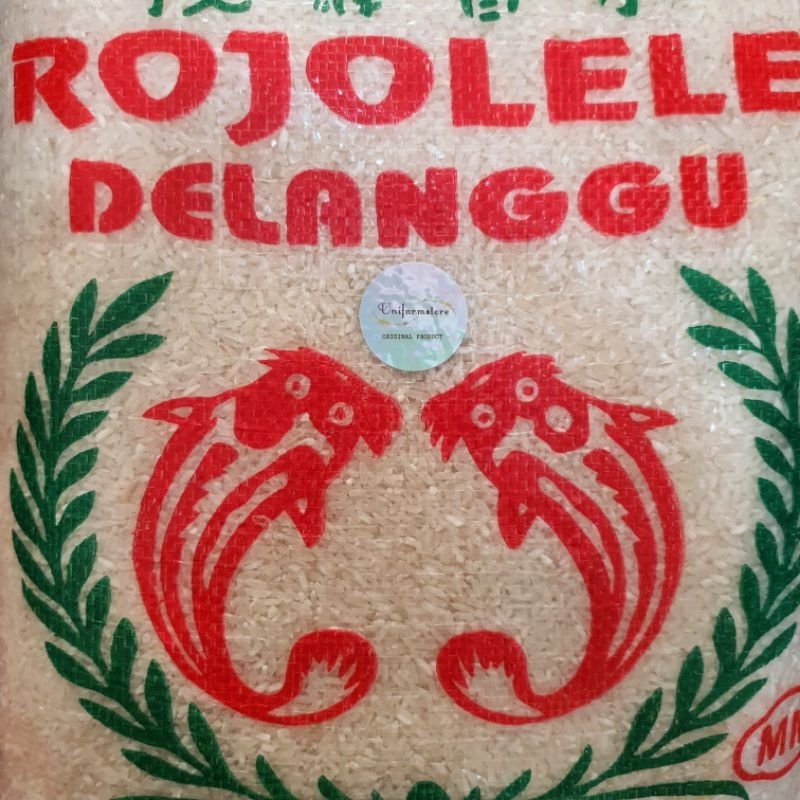 ROJOLELE
DELANGGU
Unifarmstore
ORIGINAL PRODUCT